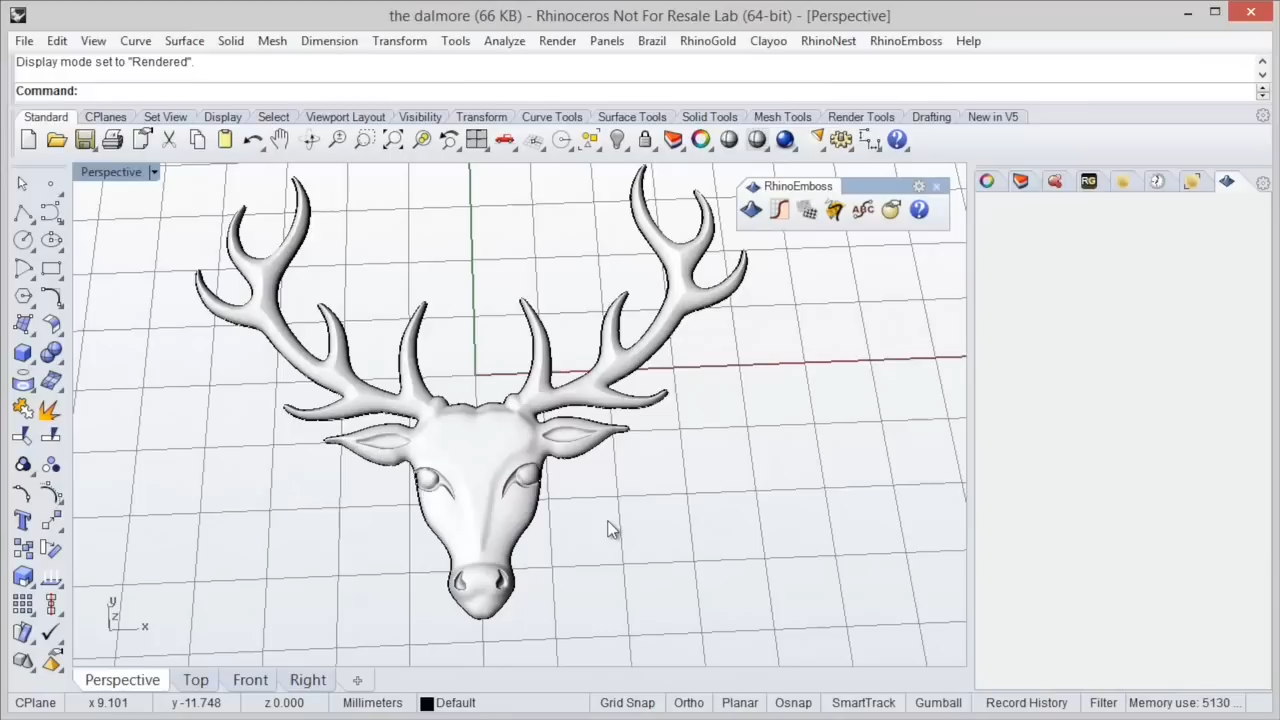 the dalmore (66 KB) - Rhinoceros Not For Resale Lab (64-bit) - [Perspective]
File Edit View Curve Surface Solid Mesh Dimension Transform Tools Analyze Render Panels Brazil RhinoGold Clayoo RhinoNest RhinoEmboss Help
Display mode set to "Rendered".
Command:
Standard CPlanes Set View Display Select Viewport Layout Visibility Transform Curve Tools Surface Tools Solid Tools Mesh Tools Render Tools Drafting New in V5
Perspective
RhinoEmboss
RG
ABC
y
z
x
Perspective Top Front Right
CPlane x 9.101 y -11.748 z 0.000 Millimeters Default Grid Snap Ortho Planar Osnap SmartTrack Gumball Record History Filter Memory use: 5130 ...